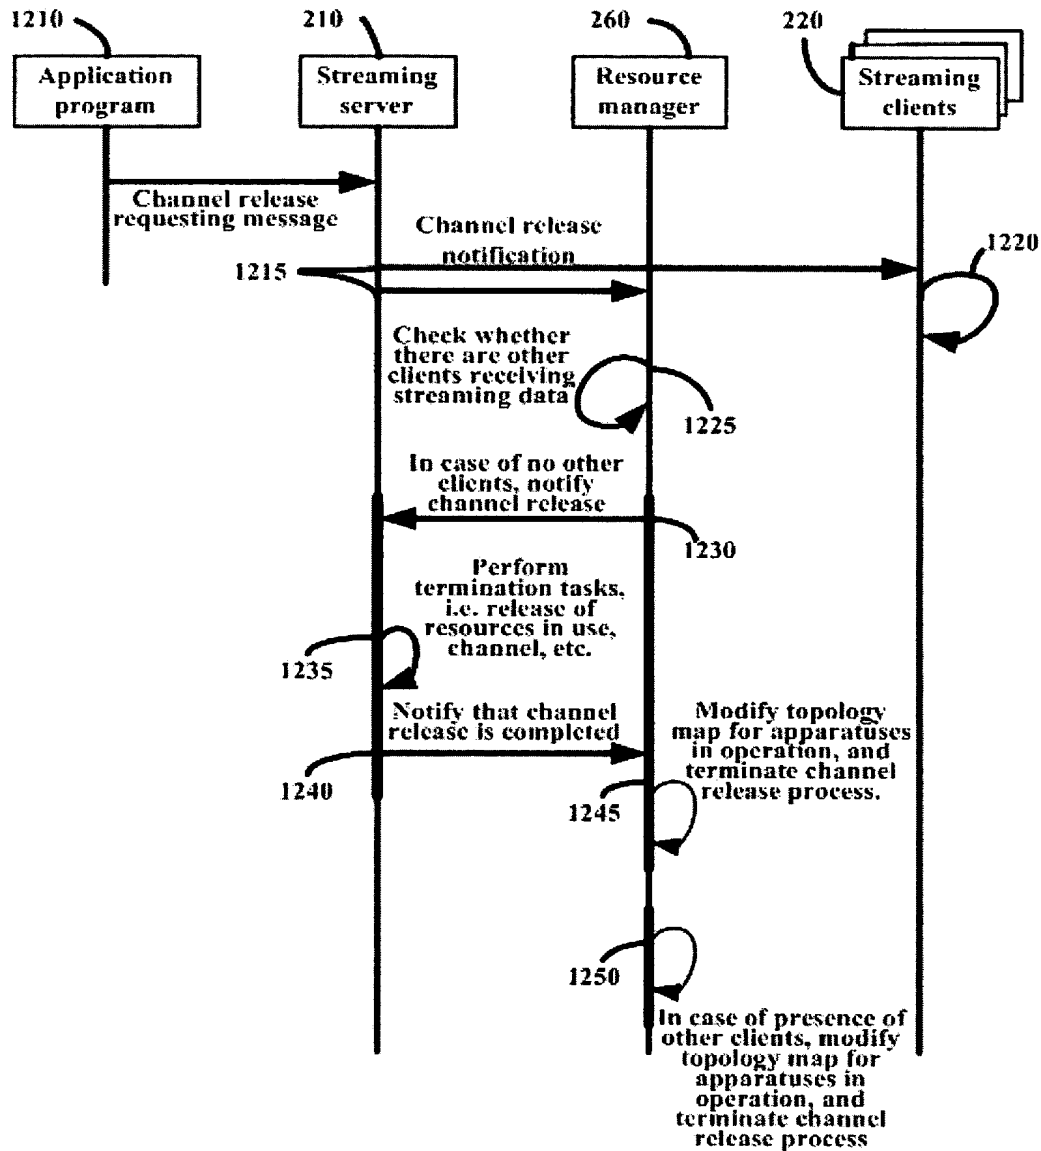 1210
210
260
220
Application
program
Streaming
server
Resource
manager
Streaming
clients
Channel release
requesting message
Channel release
notification
1215
1220
Check whether
there are other
clients receiving
streaming data
1225
In case of no other
clients, notify
channel release
1230
Perform
termination tasks,
i.e. release of
resources in use,
channel, etc.
1235
Notify that channel
release is completed
1240
Modify topology
map for apparatuses
in operation, and
terminate channel
release process.
1245
1250
In case of presence of
other clients, modify
topology map for
apparatuses in
operation, and
terminate channel
release process